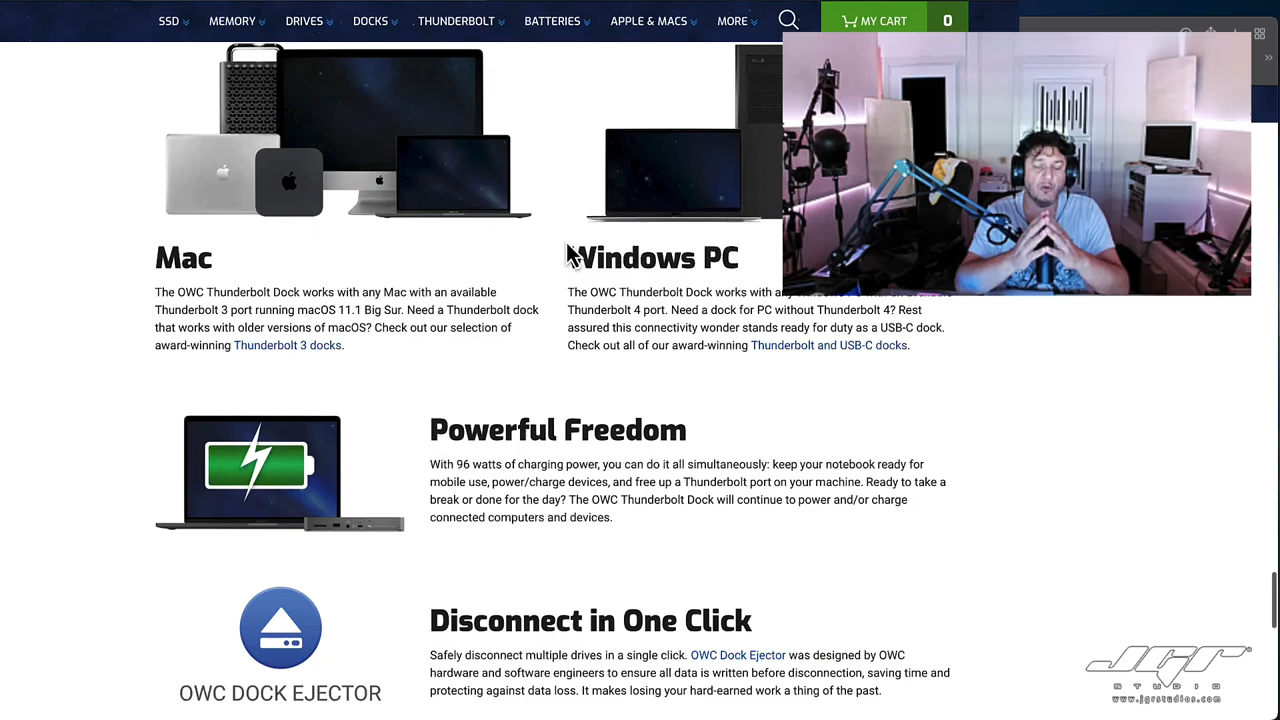 SSD MEMORY DRIVES DOCKS THUNDERBOLT BATTERIES APPLE & MACS MORE MY CART 0
Mac
The OWC Thunderbolt Dock works with any Mac with an available
Thunderbolt 3 port running macOS 11.1 Big Sur. Need a Thunderbolt dock
that works with older versions of macOS? Check out our selection of
award-winning Thunderbolt 3 docks.
Windows PC
The OWC Thunderbolt Dock works with
Thunderbolt 4 port. Need a dock for PC without Thunderbolt 4? Rest
assured this connectivity wonder stands ready for duty as a USB-C dock.
Check out all of our award-winning Thunderbolt and USB-C docks.
Powerful Freedom
With 96 watts of charging power, you can do it all simultaneously: keep your notebook ready for
mobile use, power/charge devices, and free up a Thunderbolt port on your machine. Ready to take a
break or done for the day? The OWC Thunderbolt Dock will continue to power and/or charge
connected computers and devices.
OWC DOCK EJECTOR
Disconnect in One Click
Safely disconnect multiple drives in a single click. OWC Dock Ejector was designed by OWC
hardware and software engineers to ensure all data is written before disconnection, saving time and
protecting against data loss. It makes losing your hard-earned work a thing of the past.
JGR
STUDIO
www.jgrstudios.com